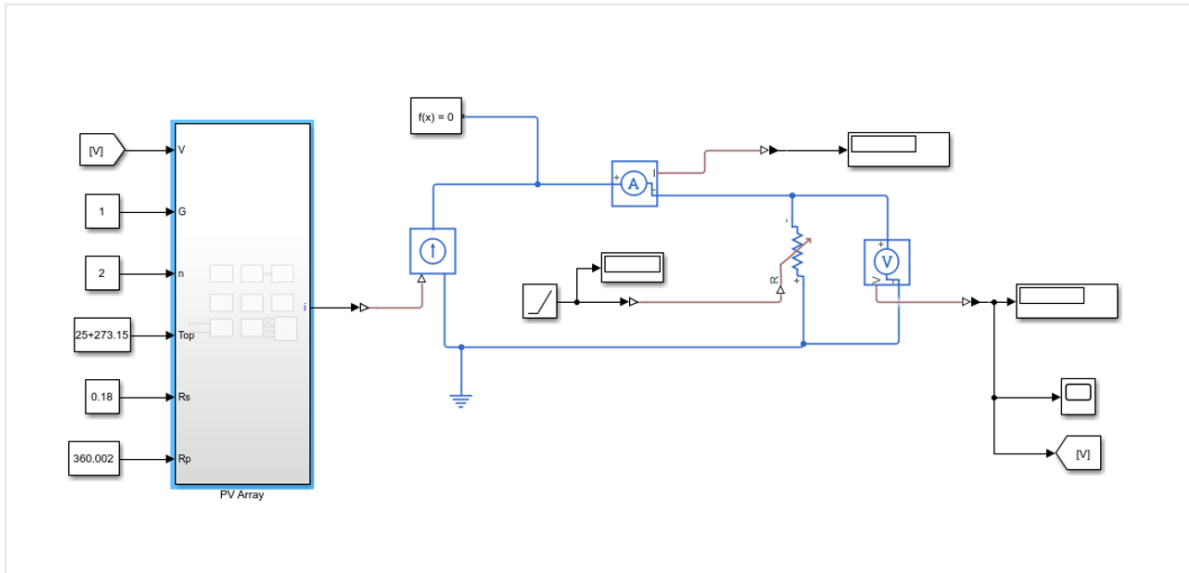 f(x) = 0
[V]
V
1
G
2
n
i
25+273.15
Top
0.18
Rs
360.002
Rp
PV Array
+
A
I
-
-
R
+
+
V
V
-
[V]